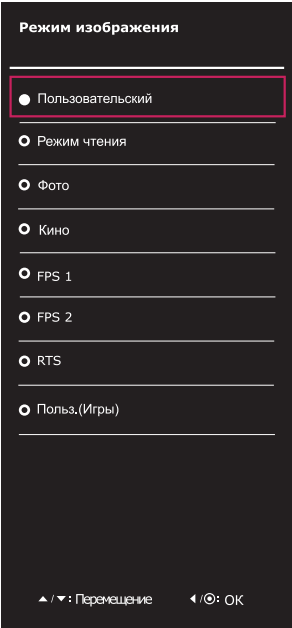 Режим изображения
Пользовательский
Режим чтения
Фото
Кино
FPS 1
FPS 2
RTS
Польз.(Игры)
▲/▼: Перемещение ◀/◉: OK